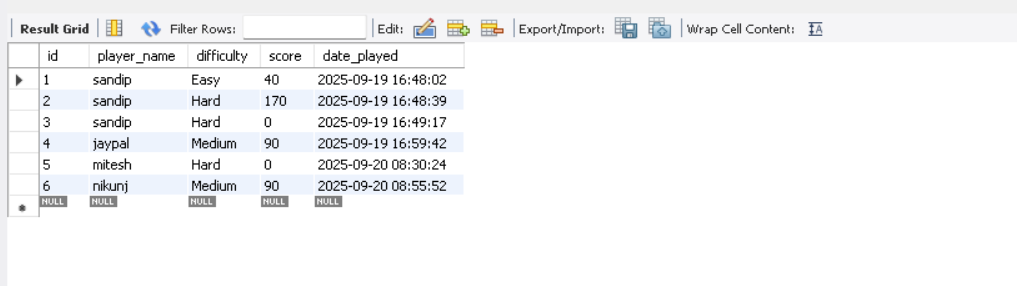 Result Grid Filter Rows: Edit: Export/Import: Wrap Cell Content: IA
id player_name difficulty score date_played
1 sandip Easy 40 2025-09-19 16:48:02
2 sandip Hard 170 2025-09-19 16:48:39
3 sandip Hard 0 2025-09-19 16:49:17
4 jaypal Medium 90 2025-09-19 16:59:42
5 mitesh Hard 0 2025-09-20 08:30:24
6 nikunj Medium 90 2025-09-20 08:55:52
NULL NULL NULL NULL NULL